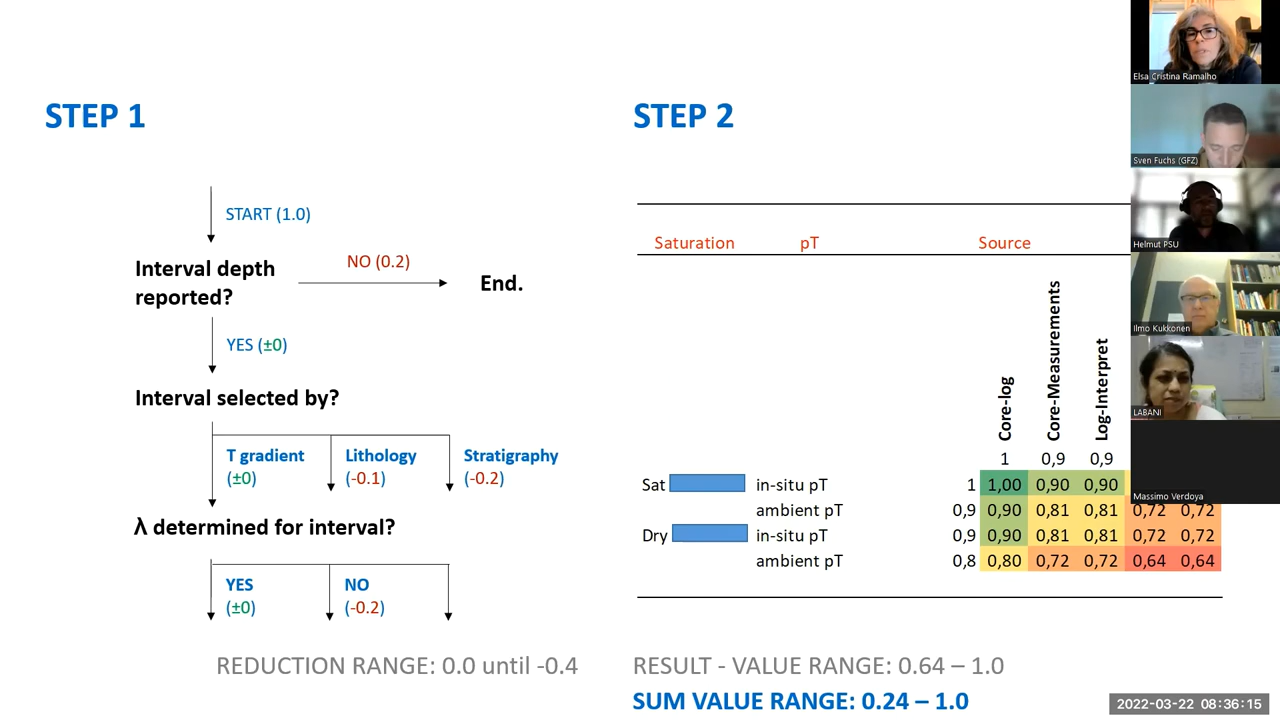 STEP 1
START (1.0)
Interval depth
reported?
NO (0.2)
End.
YES (±0)
Interval selected by?
T gradient
(±0)
Lithology
(-0.1)
Stratigraphy
(-0.2)
λ determined for interval?
YES
(±0)
NO
(-0.2)
REDUCTION RANGE: 0.0 until -0.4
STEP 2
Saturation pT Source
Core-log
Core-Measurements
Log-Interpret
1 0,9 0,9
Sat in-situ pT 1 1,00 0,90 0,90
ambient pT 0,9 0,90 0,81 0,81 0,72 0,72
Dry in-situ pT 0,9 0,90 0,81 0,81 0,72 0,72
ambient pT 0,8 0,80 0,72 0,72 0,64 0,64
RESULT - VALUE RANGE: 0.64 – 1.0
SUM VALUE RANGE: 0.24 – 1.0
Elsa Cristina Ramalho
Sven Fuchs (GFZ)
Helmut PSU
Ilmo Kukkonen
LABANI
Massimo Verdoya
2022-03-22 08:36:15